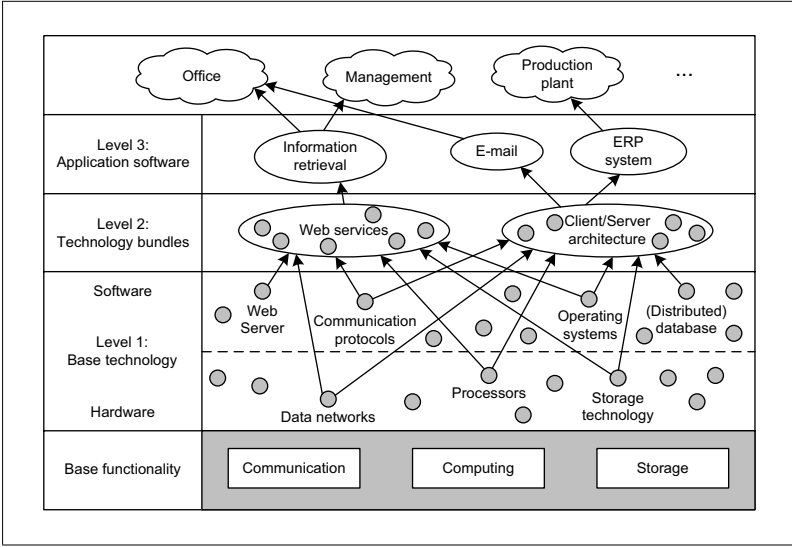 Office
Management
Production
plant
...
Level 3:
Application software
Information
retrieval
E-mail
ERP
system
Level 2:
Technology bundles
Web services
Client/Server
architecture
Software
Web
Server
Communication
protocols
Operating
systems
(Distributed)
database
Level 1:
Base technology
Hardware
Data networks
Processors
Storage
technology
Base functionality
Communication
Computing
Storage